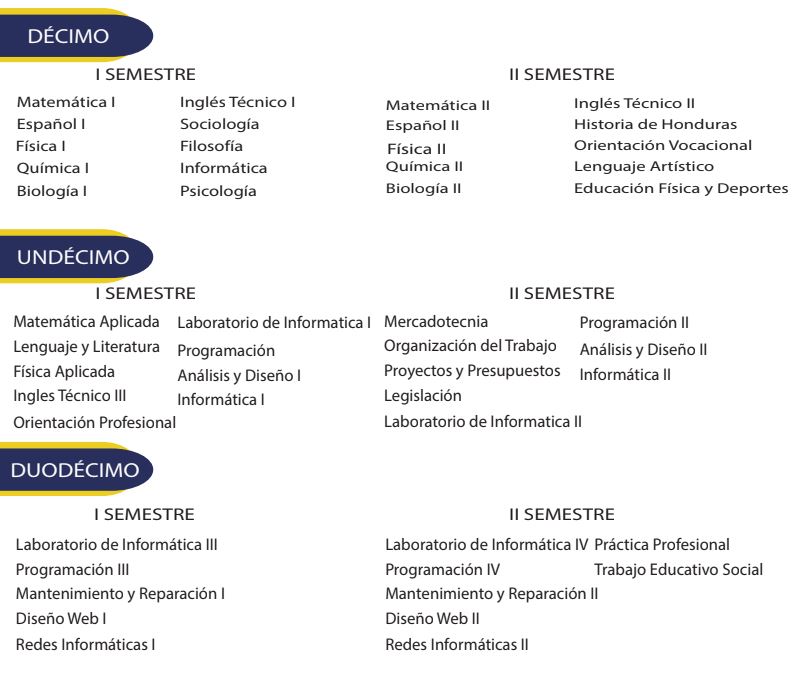 DÉCIMO
I SEMESTRE
Matemática I
Español I
Física I
Química I
Biología I
Inglés Técnico I
Sociología
Filosofía
Informática
Psicología
II SEMESTRE
Matemática II
Español II
Física II
Química II
Biología II
Inglés Técnico II
Historia de Honduras
Orientación Vocacional
Lenguaje Artístico
Educación Física y Deportes
UNDÉCIMO
I SEMESTRE
Matemática Aplicada
Lenguaje y Literatura
Física Aplicada
Ingles Técnico III
Orientación Profesional
Laboratorio de Informatica I
Programación
Análisis y Diseño I
Informática I
II SEMESTRE
Mercadotecnia
Organización del Trabajo
Proyectos y Presupuestos
Legislación
Laboratorio de Informatica II
Programación II
Análisis y Diseño II
Informática II
DUODÉCIMO
I SEMESTRE
Laboratorio de Informática III
Programación III
Mantenimiento y Reparación I
Diseño Web I
Redes Informáticas I
II SEMESTRE
Laboratorio de Informática IV
Programación IV
Mantenimiento y Reparación II
Diseño Web II
Redes Informáticas II
Práctica Profesional
Trabajo Educativo Social